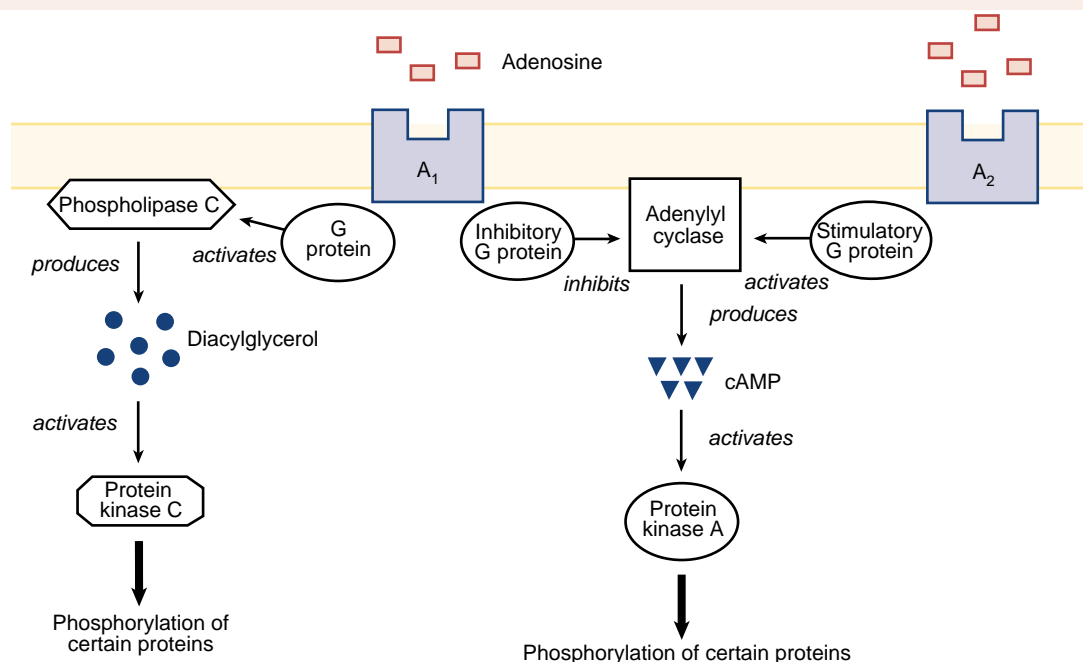 Adenosine
A1
A2
Phospholipase C
G
protein
activates
Inhibitory
G protein
inhibits
Adenylyl
cyclase
Stimulatory
G protein
activates
produces
Diacylglycerol
produces
cAMP
activates
activates
Protein
kinase C
Protein
kinase A
Phosphorylation of
certain proteins
Phosphorylation of certain proteins